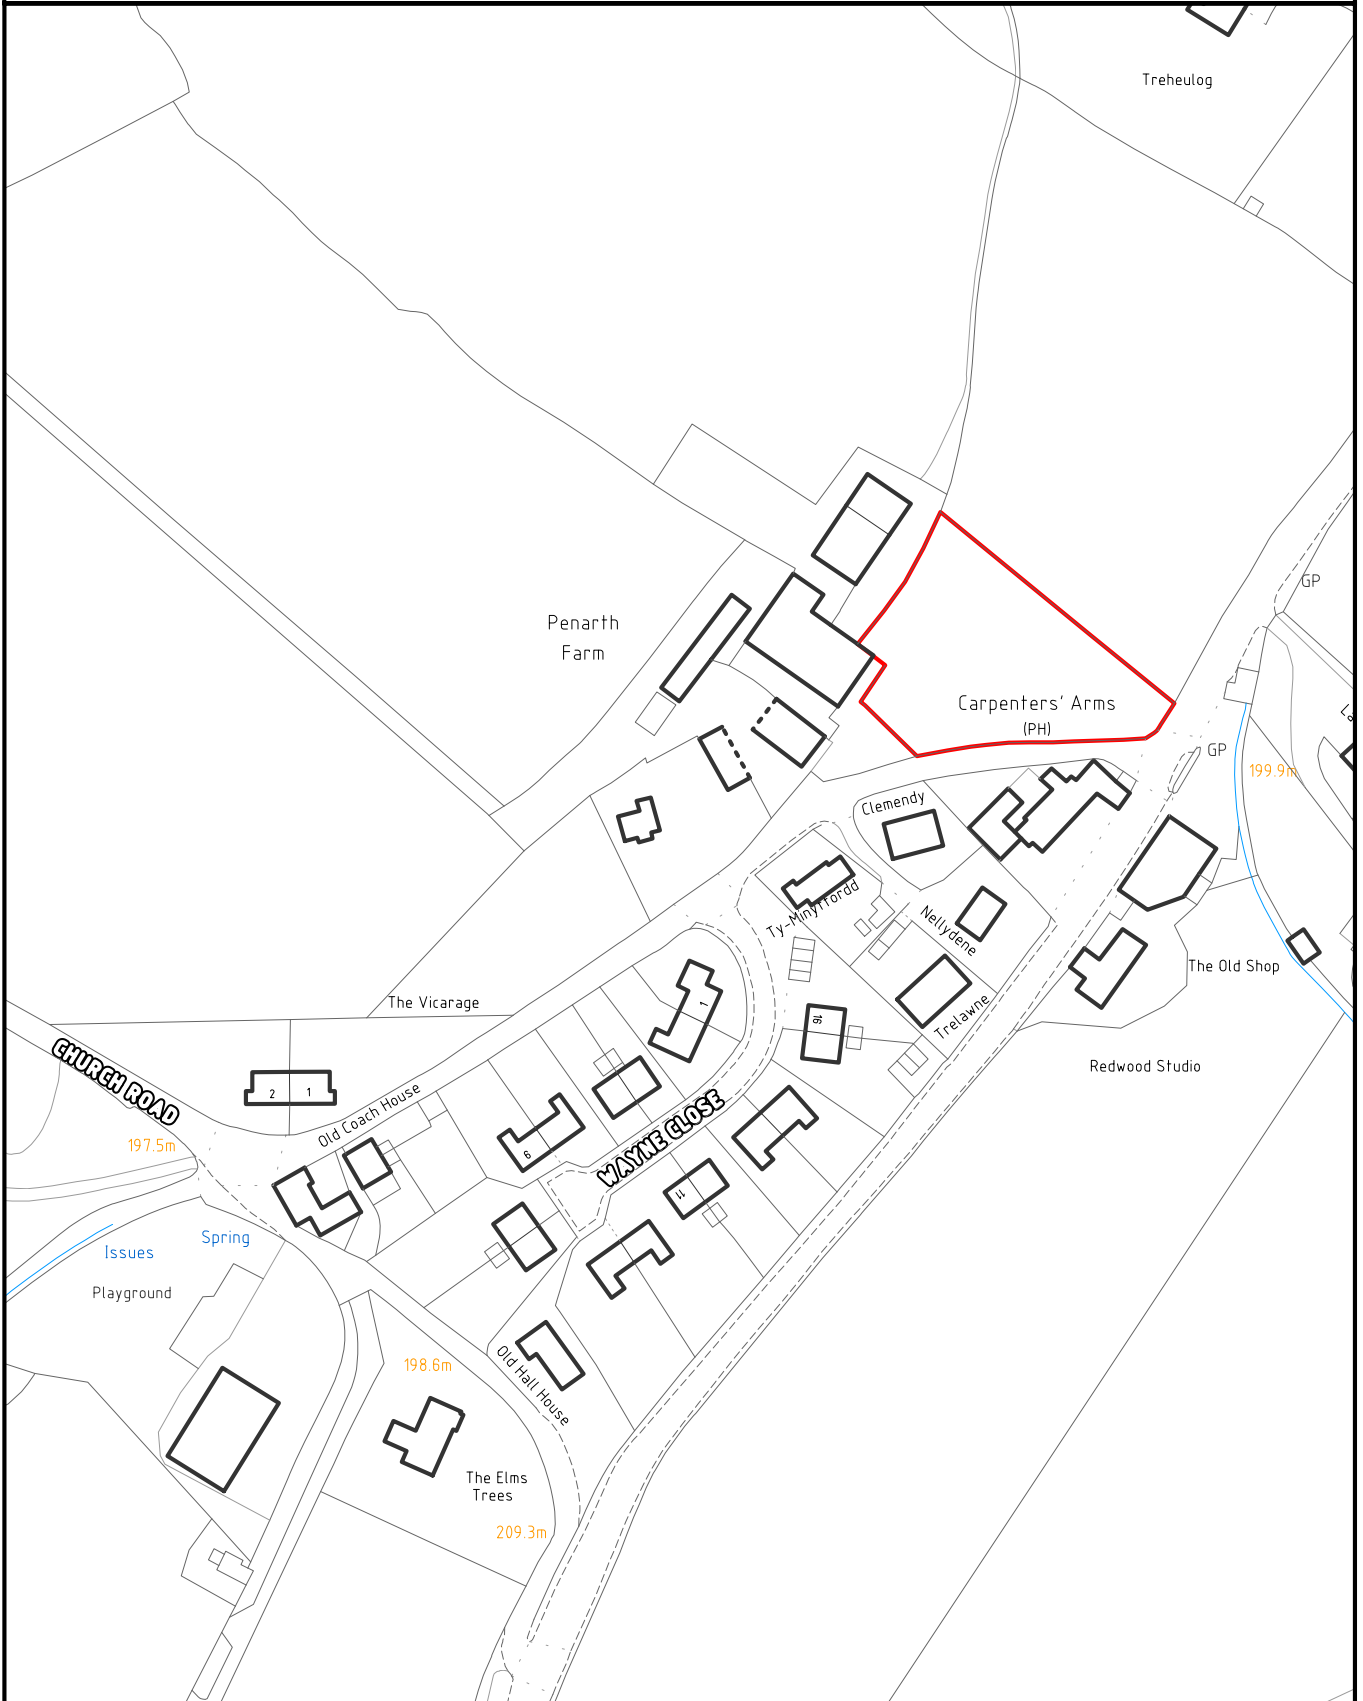 Treheulog
GP
Penarth
Farm
Carpenters' Arms
(PH)
GP
199.9m
Clemendy
Ty-Minyffordd
Nellydene
The Old Shop
The Vicarage
1
16
Trelawne
CHURCH ROAD
2
1
Old Coach House
Redwood Studio
WAYNE CLOSE
197.5m
9
11
Spring
Issues
Playground
198.6m
Old Hall House
The Elms
Trees
209.3m